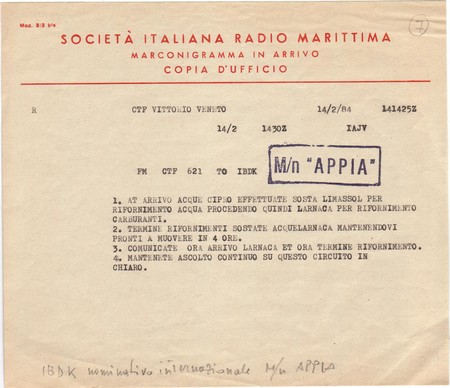 Mod. 3/3 bis
7
SOCIETÀ ITALIANA RADIO MARITTIMA
MARCONIGRAMMA IN ARRIVO
COPIA D'UFFICIO
R CTF VITTORIO VENETO 14/2/84 141425Z
14/2 1430Z IAJV
FM CTF 621 TO IBDK M/n "APPIA"
1. AT ARRIVO ACQUE CIPRO EFFETTUATE SOSTA LIMASSOL PER
RIFORNIMENTO ACQUA PROCEDENDO QUINDI LARNACA PER RIFORNIMENTO
CARBURANTI.
2. TERMINE RIFORNIMENTI SOSTATE ACQUELARNACA MANTENENDOVI
PRONTI A MUOVERE IN 4 ORE.
3. COMUNICATE ORA ARRIVO LARNACA ET ORA TERMINE RIFORNIMENTO.
4. MANTENETE ASCOLTO CONTINUO SU QUESTO CIRCUITO IN
CHIARO.
IBDK nominativo internazionale M/n APPIA